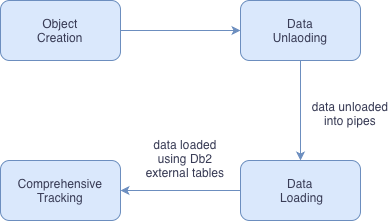 Object
Creation
Data
Unlaoding
data unloaded
into pipes
data loaded
using Db2
external tables
Comprehensive
Tracking
Data
Loading